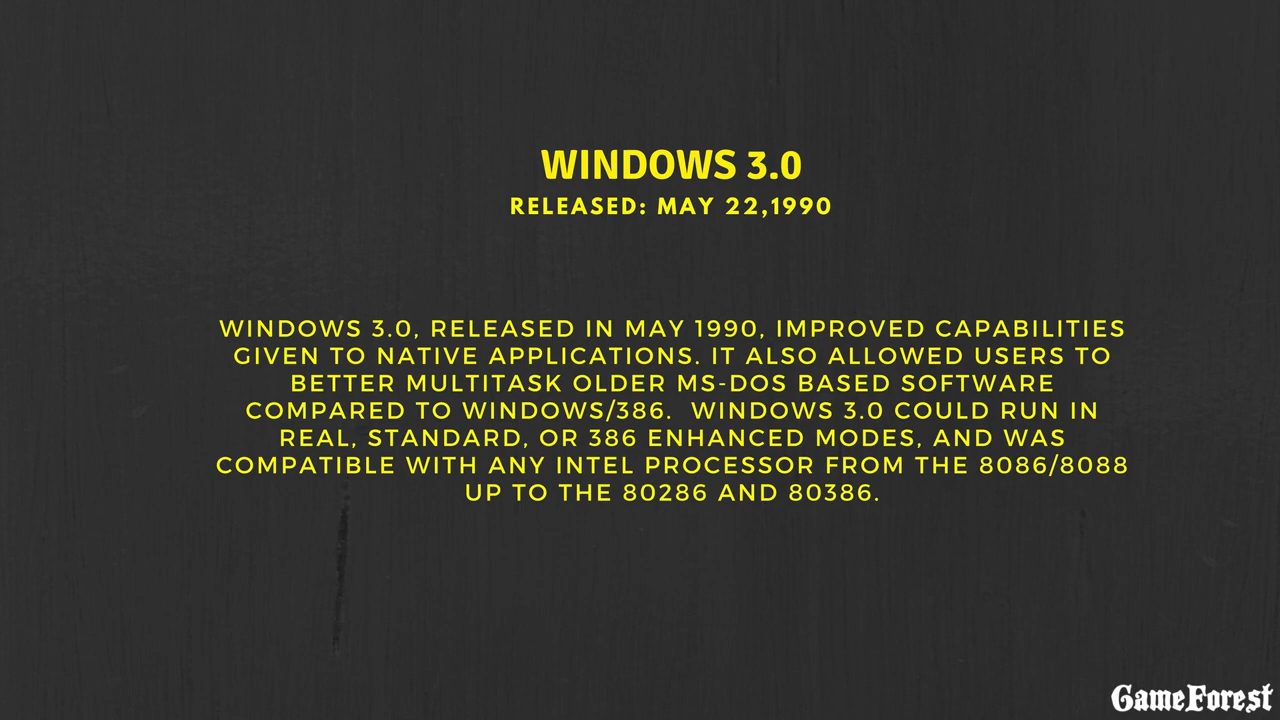 WINDOWS 3.0
RELEASED: MAY 22,1990
WINDOWS 3.0, RELEASED IN MAY 1990, IMPROVED CAPABILITIES
GIVEN TO NATIVE APPLICATIONS. IT ALSO ALLOWED USERS TO
BETTER MULTITASK OLDER MS-DOS BASED SOFTWARE
COMPARED TO WINDOWS/386.  WINDOWS 3.0 COULD RUN IN
REAL, STANDARD, OR 386 ENHANCED MODES, AND WAS
COMPATIBLE WITH ANY INTEL PROCESSOR FROM THE 8086/8088
UP TO THE 80286 AND 80386.
GameForest